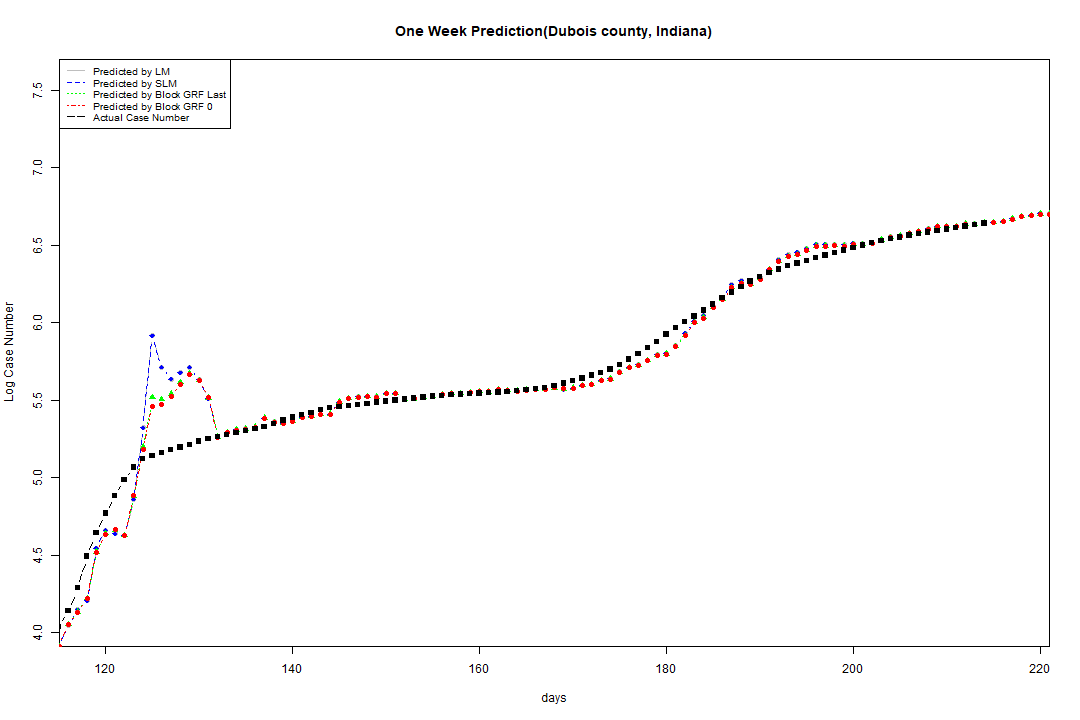 One Week Prediction(Dubois county, Indiana)
Predicted by LM
Predicted by SLM
Predicted by Block GRF Last
Predicted by Block GRF 0
Actual Case Number
7.5
7.0
6.5
6.0
5.5
5.0
4.5
4.0
Log Case Number
120 140 160 180 200 220
days